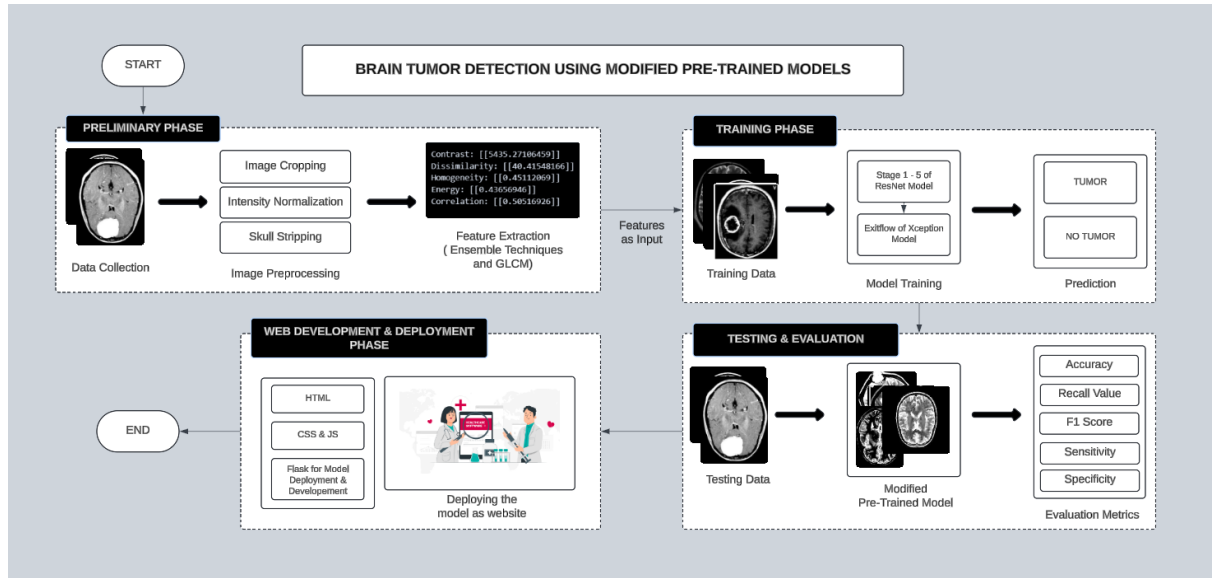 START
BRAIN TUMOR DETECTION USING MODIFIED PRE-TRAINED MODELS
PRELIMINARY PHASE
Data Collection
Image Cropping
Intensity Normalization
Skull Stripping
Image Preprocessing
Contrast: [[5435.27106459]]
Dissimilarity: [[40.41548166]]
Homogeneity: [[0.45112069]]
Energy: [[0.43656946]]
Correlation: [[0.50516926]]
Feature Extraction
( Ensemble Techniques
and GLCM)
Features
as Input
TRAINING PHASE
Training Data
Stage 1 - 5 of
ResNet Model
Exitflow of Xception
Model
Model Training
TUMOR
NO TUMOR
Prediction
TESTING & EVALUATION
Testing Data
Modified
Pre-Trained Model
Accuracy
Recall Value
F1 Score
Sensitivity
Specificity
Evaluation Metrics
WEB DEVELOPMENT & DEPLOYMENT
PHASE
HTML
CSS & JS
Flask for Model
Deployment &
Developement
Deploying the
model as website
END